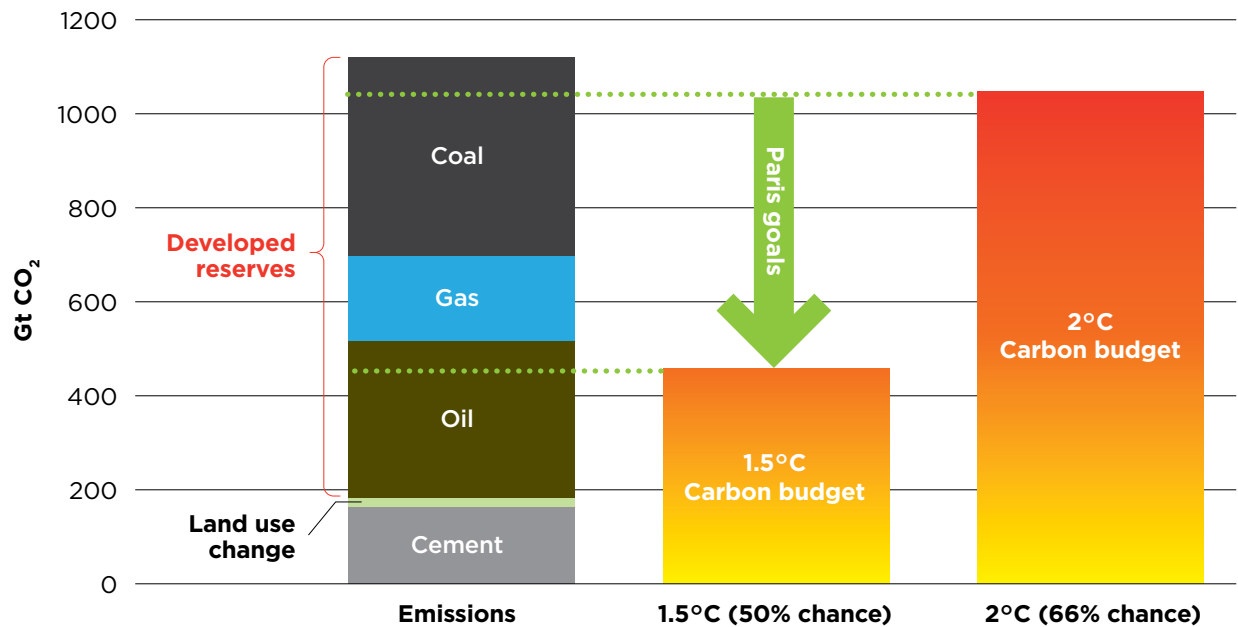 1200
1000
800
600
400
200
0
Gt CO₂
Developed
reserves
Land use
change
Coal
Gas
Oil
Cement
Paris goals
1.5°C
Carbon budget
2°C
Carbon budget
Emissions
1.5°C (50% chance)
2°C (66% chance)